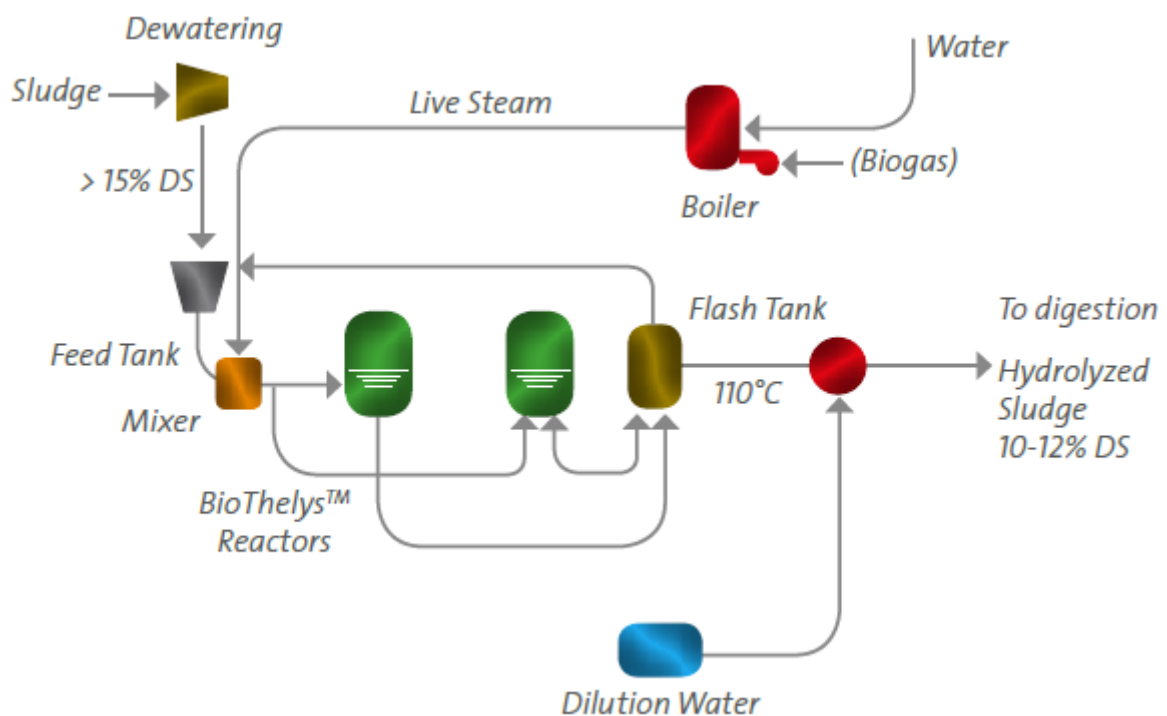 Dewatering
Sludge
Water
Live Steam
> 15% DS
(Biogas)
Boiler
Flash Tank
To digestion
Feed Tank
110°C
Hydrolyzed
Sludge
10-12% DS
Mixer
BioThelys™
Reactors
Dilution Water